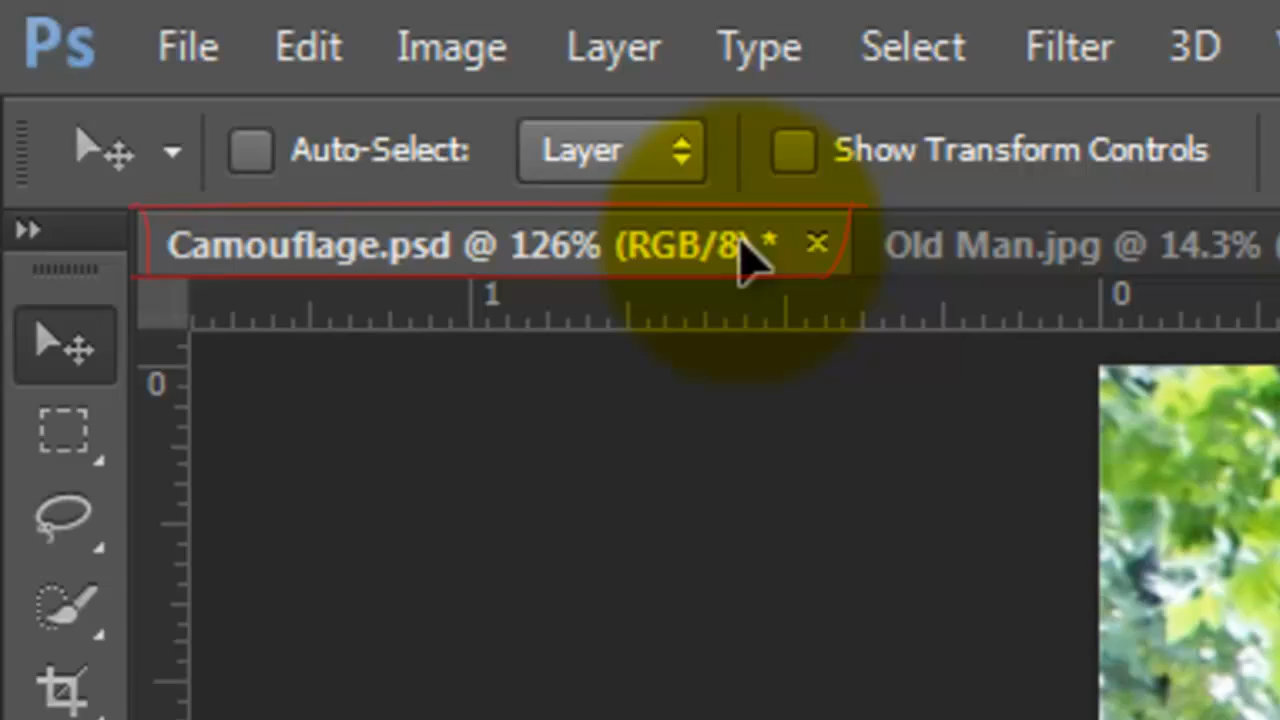 Ps File Edit Image Layer Type Select Filter 3D
Auto-Select: Layer Show Transform Controls
Camouflage.psd @ 126% (RGB/8) * × Old Man.jpg @ 14.3% (
1 0
0